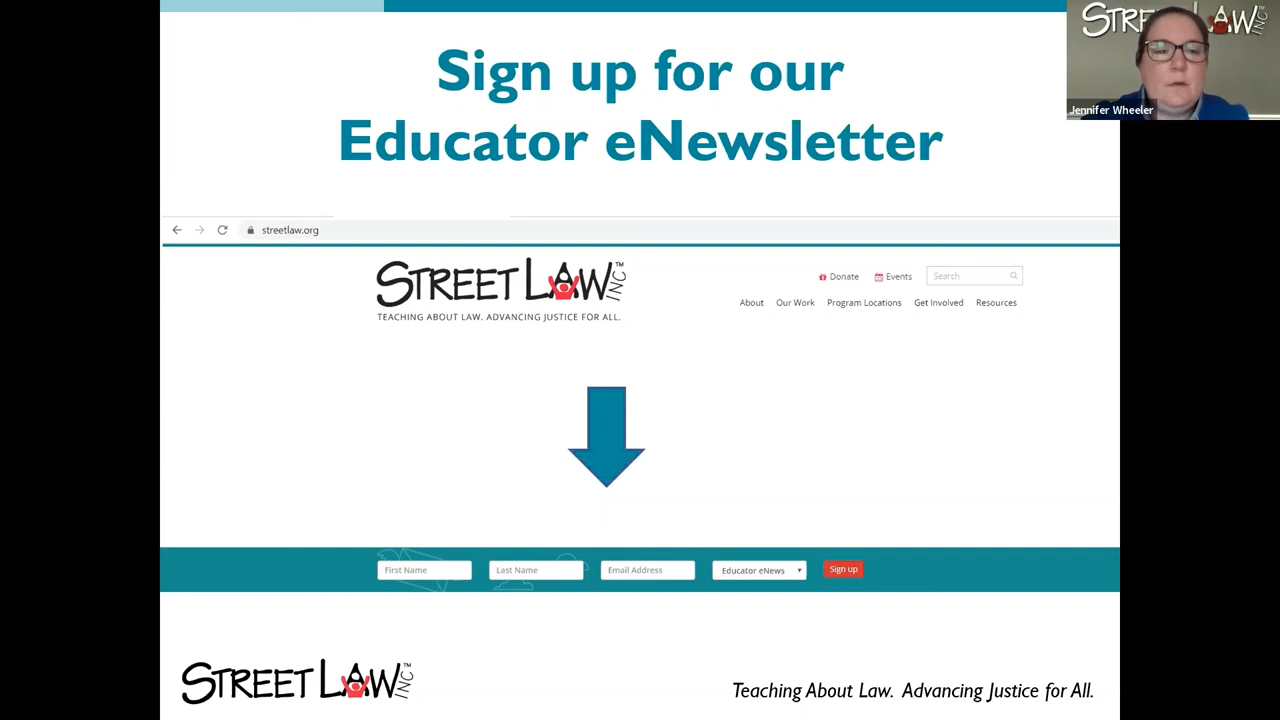 STREET LAW INC
Jennifer Wheeler
Sign up for our
Educator eNewsletter
streetlaw.org
STREET LAW INC™
TEACHING ABOUT LAW. ADVANCING JUSTICE FOR ALL.
Donate Events Search
About Our Work Program Locations Get Involved Resources
First Name Last Name Email Address Educator eNews Sign up
STREET LAW INC™
Teaching About Law. Advancing Justice for All.